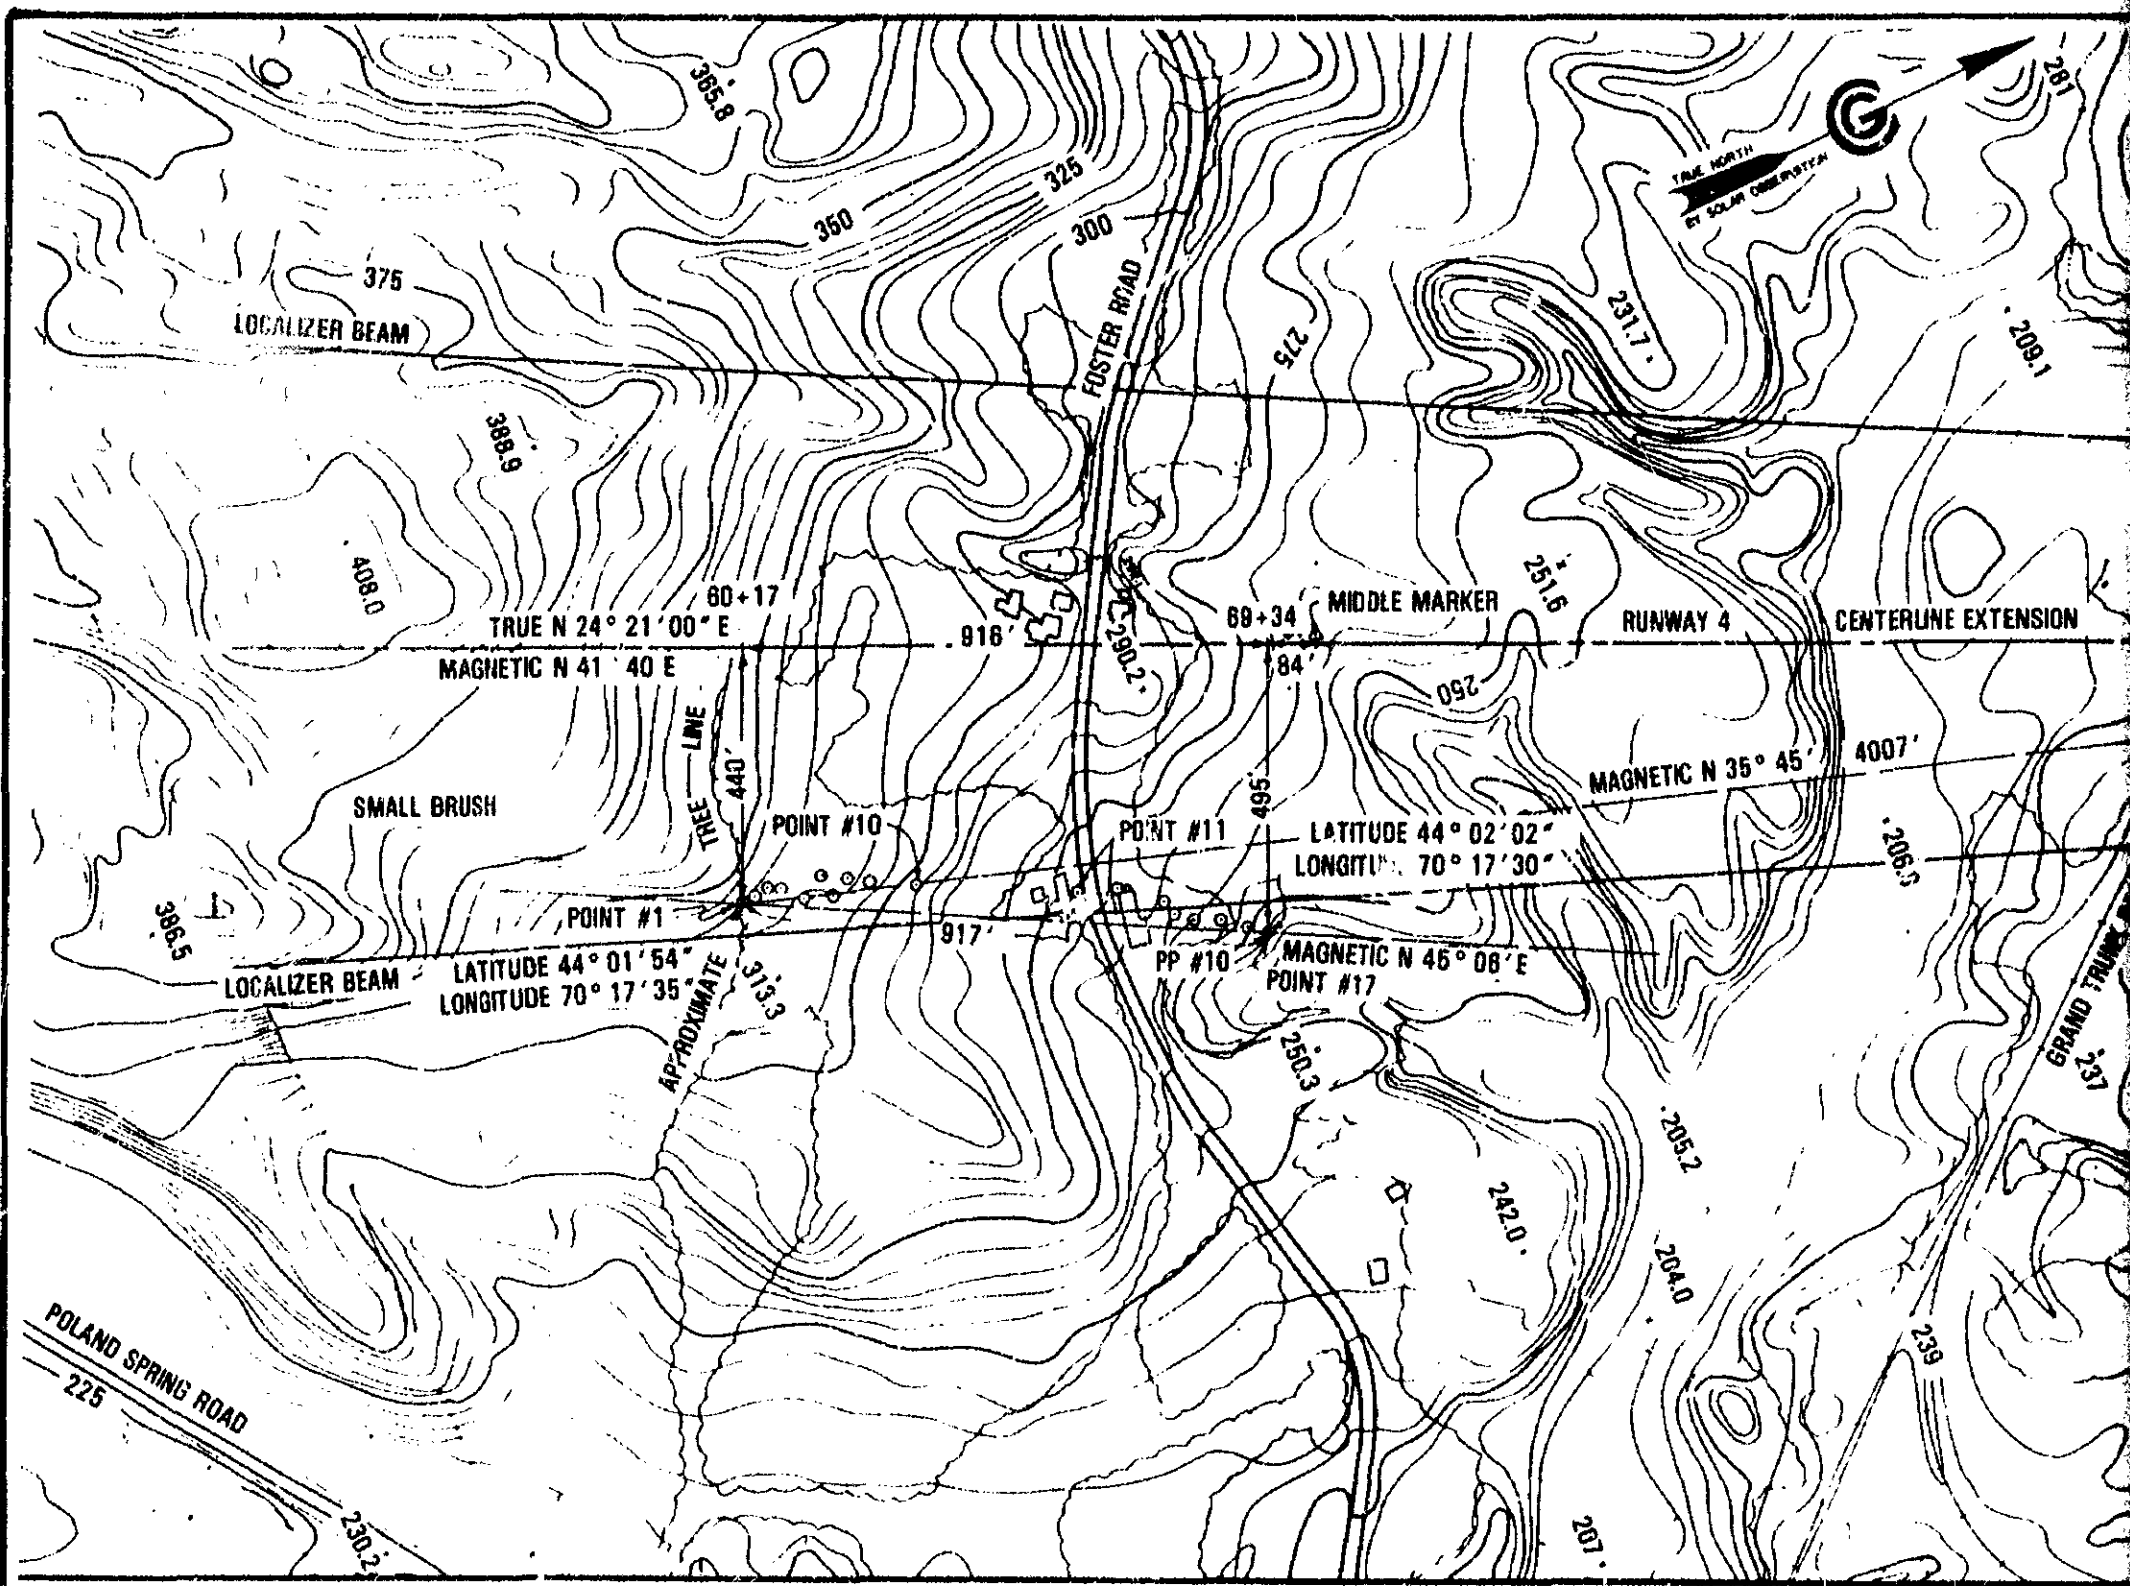 365.8
281
TRUE NORTH
BY SOLAR OBSERVATION
G
325
350
300
375
LOCALIZER BEAM
FOSTER ROAD
275
231.7
209.1
388.9
408.0
60+17
TRUE N 24° 21'00" E
916'
69+34
MIDDLE MARKER
251.6
RUNWAY 4
CENTERLINE EXTENSION
MAGNETIC N 41 40 E
290.2
84'
250
TREE LINE
440'
495'
MAGNETIC N 35° 45'
4007'
SMALL BRUSH
POINT #10
POINT #11
LATITUDE 44° 02'02"
LONGITU 70° 17'30"
206.6
386.5
POINT #1
917'
LOCALIZER BEAM
LATITUDE 44° 01'54"
LONGITUDE 70° 17'35"
APPROXIMATE
313.3
PP #10
MAGNETIC N 46° 08'E
POINT #17
250.3
GRAND TRUNK
237
205.2
242.0
204.0
239
POLAND SPRING ROAD
225
230.2
207